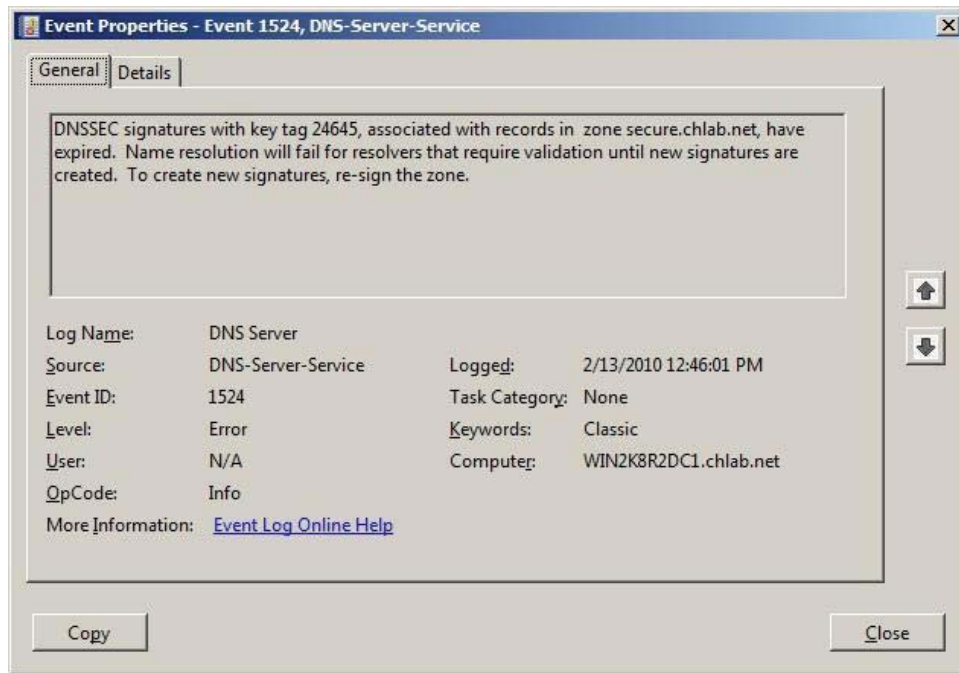 Event Properties - Event 1524, DNS-Server-Service
General
Details
DNSSEC signatures with key tag 24645, associated with records in zone secure.chlab.net, have
expired. Name resolution will fail for resolvers that require validation until new signatures are
created. To create new signatures, re-sign the zone.
Log Name: DNS Server
Source: DNS-Server-Service Logged: 2/13/2010 12:46:01 PM
Event ID: 1524 Task Category: None
Level: Error Keywords: Classic
User: N/A Computer: WIN2K8R2DC1.chlab.net
OpCode: Info
More Information: Event Log Online Help
Copy Close